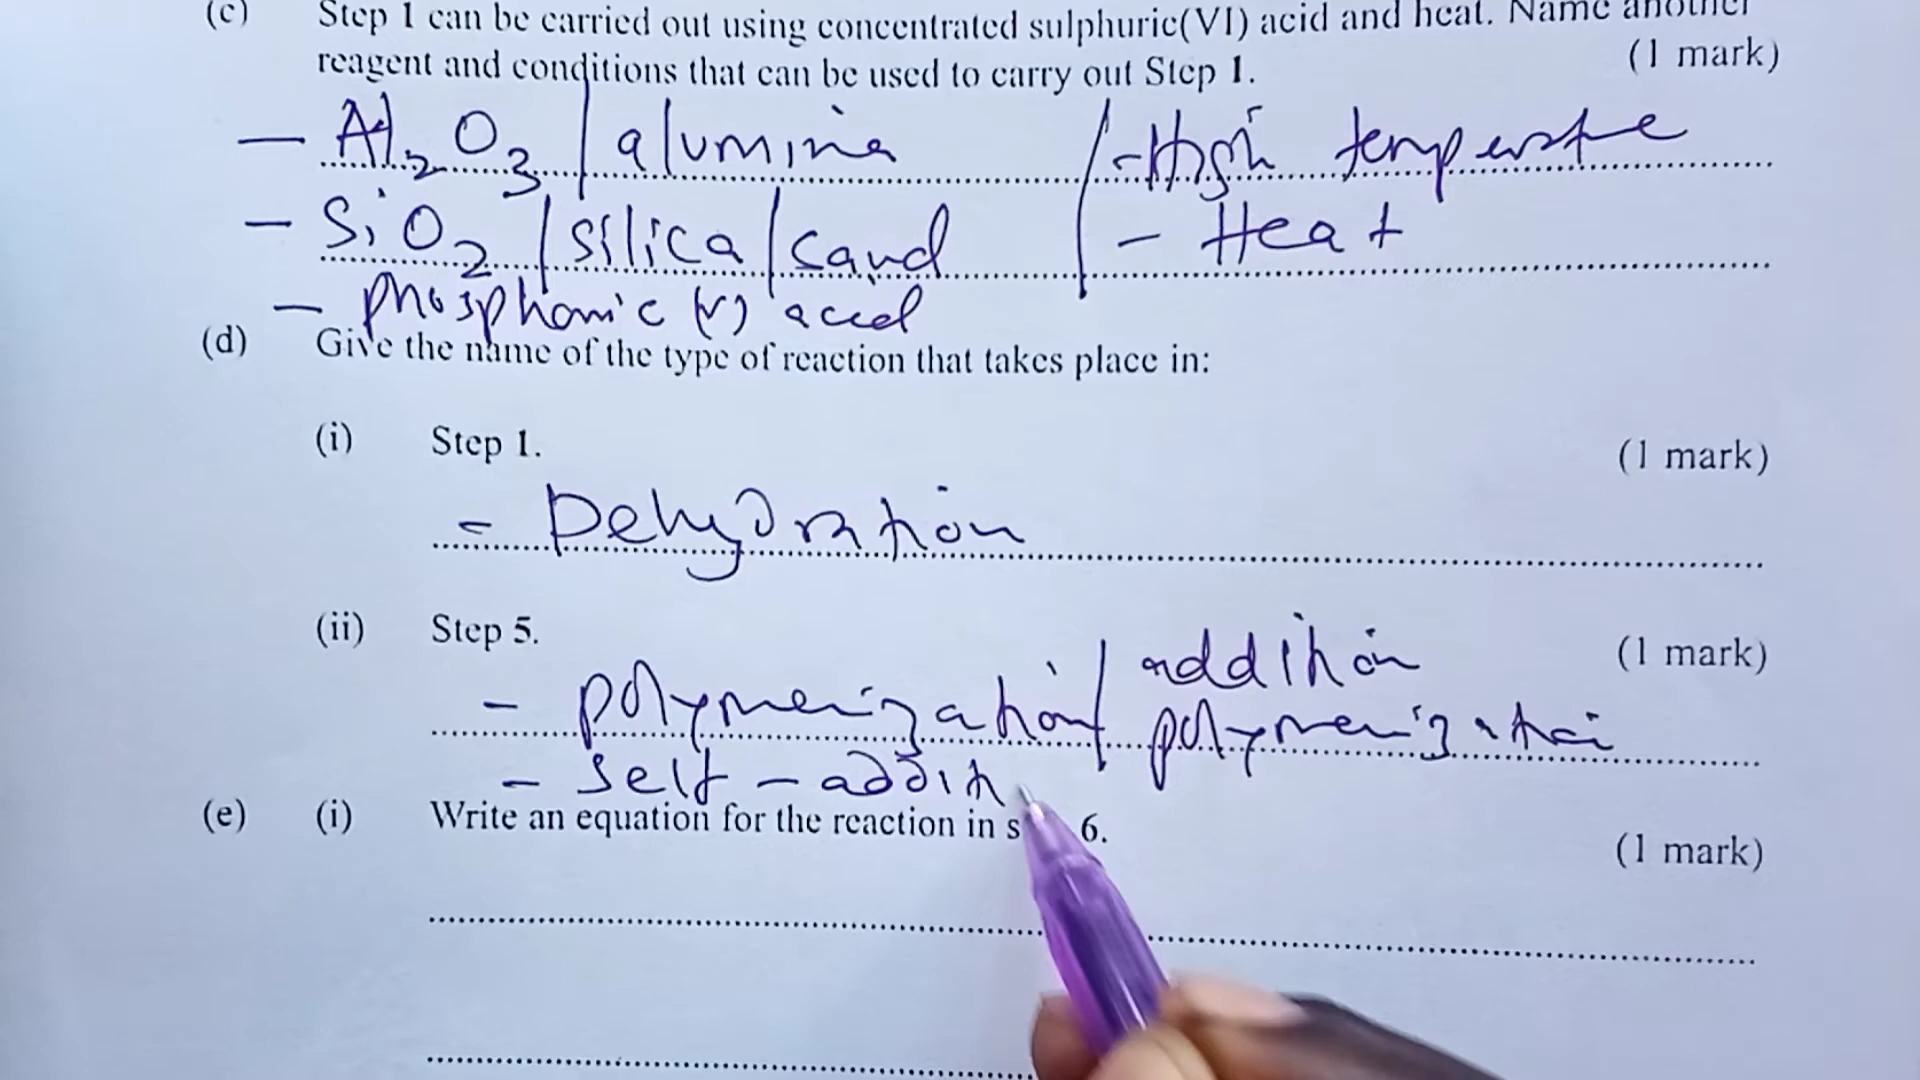 (c) Step 1 can be carried out using concentrated sulphuric(VI) acid and heat. Name another
reagent and conditions that can be used to carry out Step 1. (1 mark)
- Al2O3 / alumina / - High temperature
- SiO2 / silica / sand - Heat
- phosphoric (v) acid
(d) Give the name of the type of reaction that takes place in:
(i) Step 1. (1 mark)
- Dehydration
(ii) Step 5. (1 mark)
- polymerization / addition polymerization
- self - addit
(e) (i) Write an equation for the reaction in s 6. (1 mark)